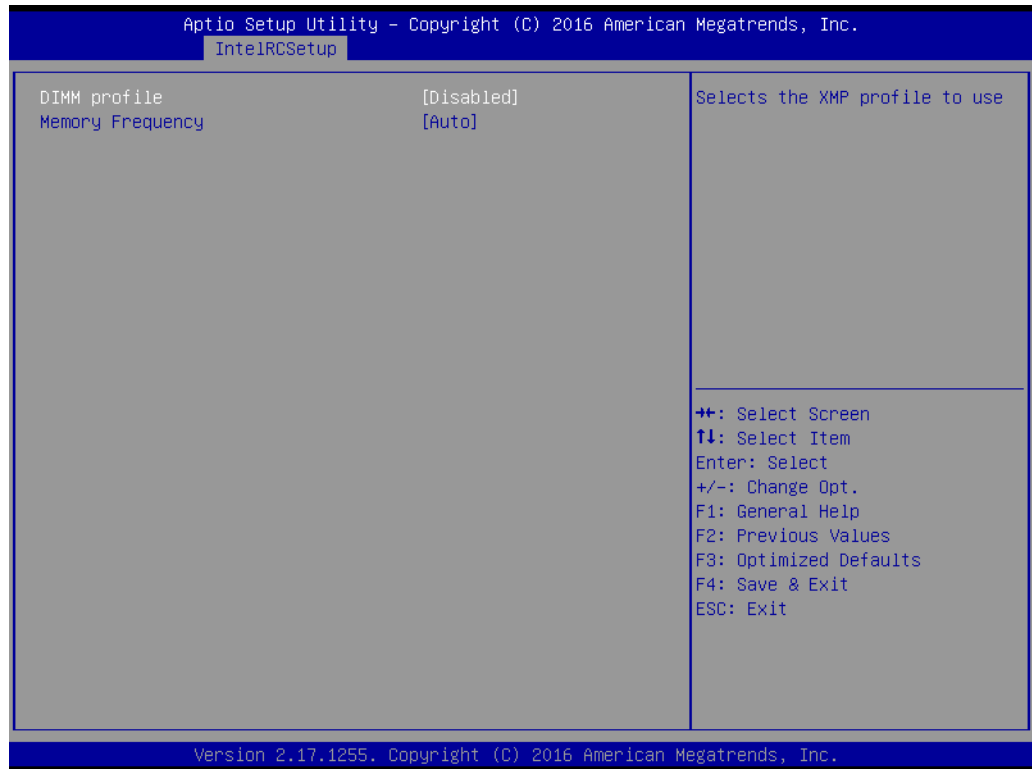 Aptio Setup Utility – Copyright (C) 2016 American Megatrends, Inc.
IntelRCSetup
DIMM profile [Disabled]
Memory Frequency [Auto]
Selects the XMP profile to use
→←: Select Screen
↑↓: Select Item
Enter: Select
+/-: Change Opt.
F1: General Help
F2: Previous Values
F3: Optimized Defaults
F4: Save & Exit
ESC: Exit
Version 2.17.1255. Copyright (C) 2016 American Megatrends, Inc.